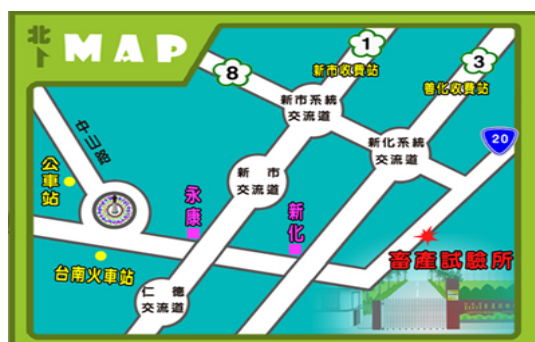 北
MAP
1
3
8
新市收費站
善化收費站
新市系統
交流道
新化系統
交流道
20
中山路
公車站
新市
交流道
永康
新化
台南火車站
畜產試驗所
仁德
交流道